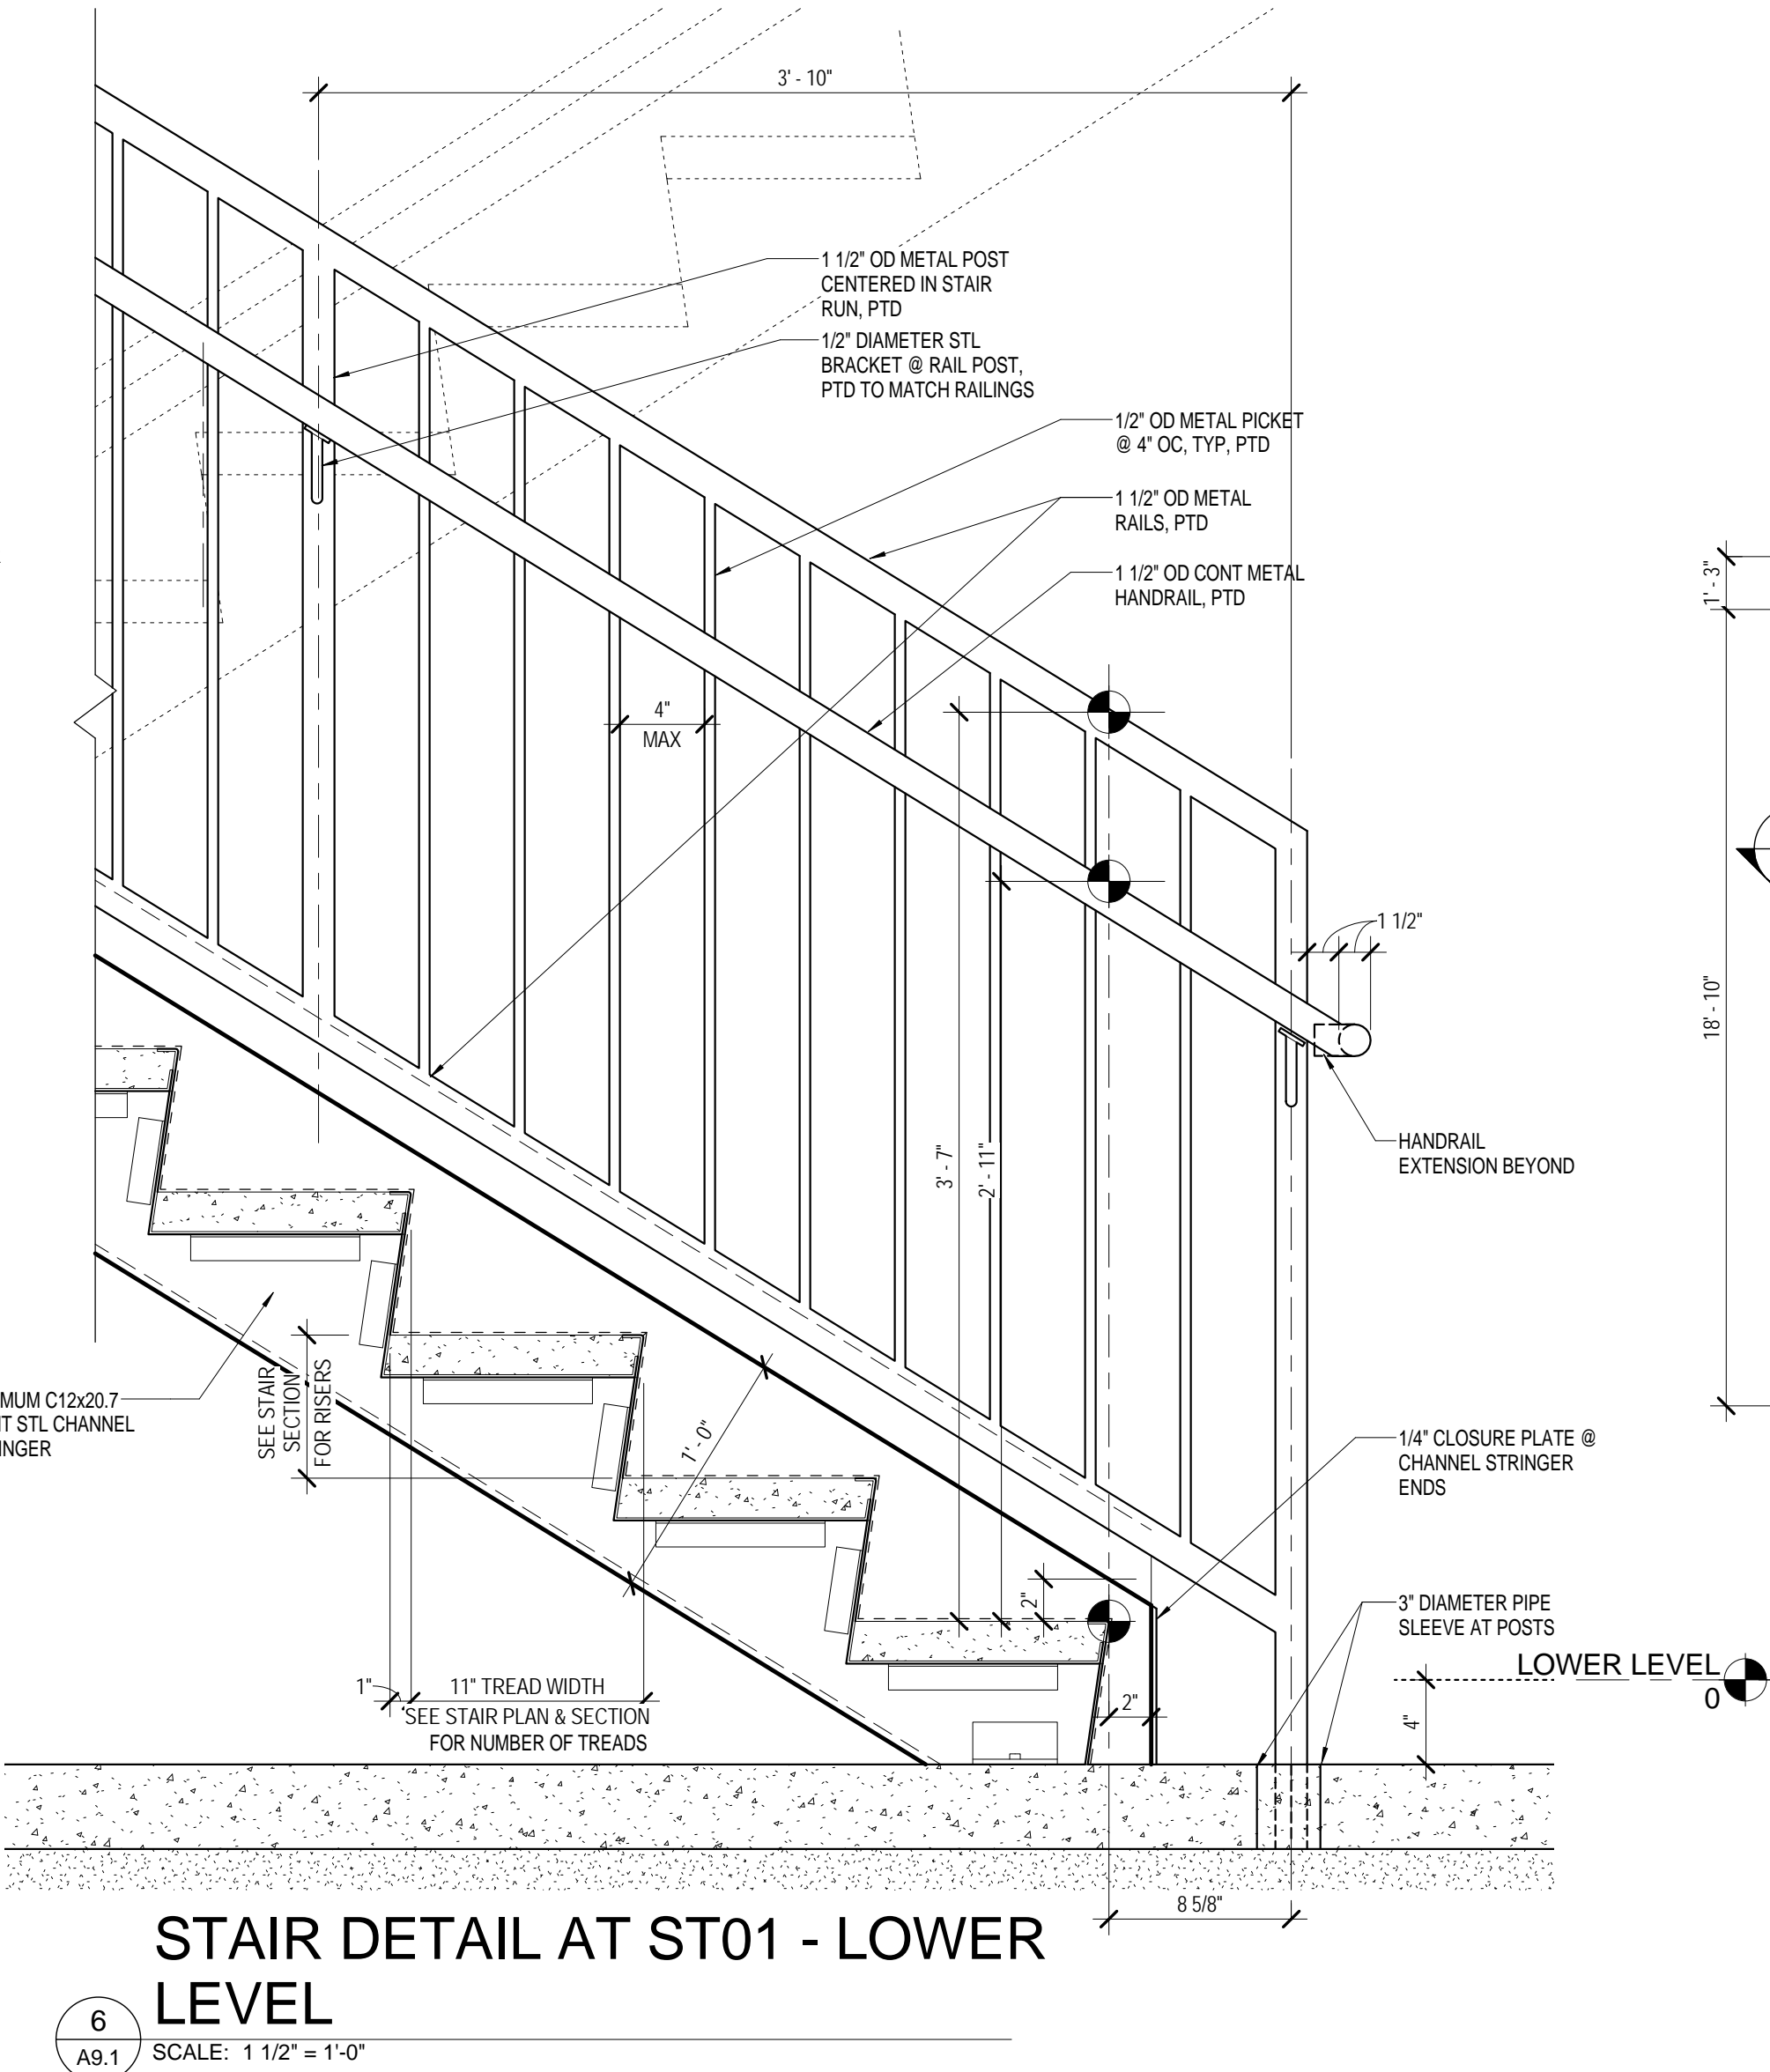 3' - 10"
1 1/2" OD METAL POST
CENTERED IN STAIR
RUN, PTD
1/2" DIAMETER STL
BRACKET @ RAIL POST,
PTD TO MATCH RAILINGS
1/2" OD METAL PICKET
@ 4" OC, TYP, PTD
1 1/2" OD METAL
RAILS, PTD
1 1/2" OD CONT METAL
HANDRAIL, PTD
1' - 3"
4"
MAX
1 1/2"
18' - 10"
3' - 7"
2' - 11"
HANDRAIL
EXTENSION BEYOND
MUM C12x20.7
T STL CHANNEL
INGER
SEE STAIR
SECTION
FOR RISERS
1' - 0"
1/4" CLOSURE PLATE @
CHANNEL STRINGER
ENDS
2"
3" DIAMETER PIPE
SLEEVE AT POSTS
LOWER LEVEL
0
1"
11" TREAD WIDTH
SEE STAIR PLAN & SECTION
FOR NUMBER OF TREADS
2"
4"
8 5/8"
STAIR DETAIL AT ST01 - LOWER
LEVEL
6
A9.1
SCALE: 1 1/2" = 1'-0"